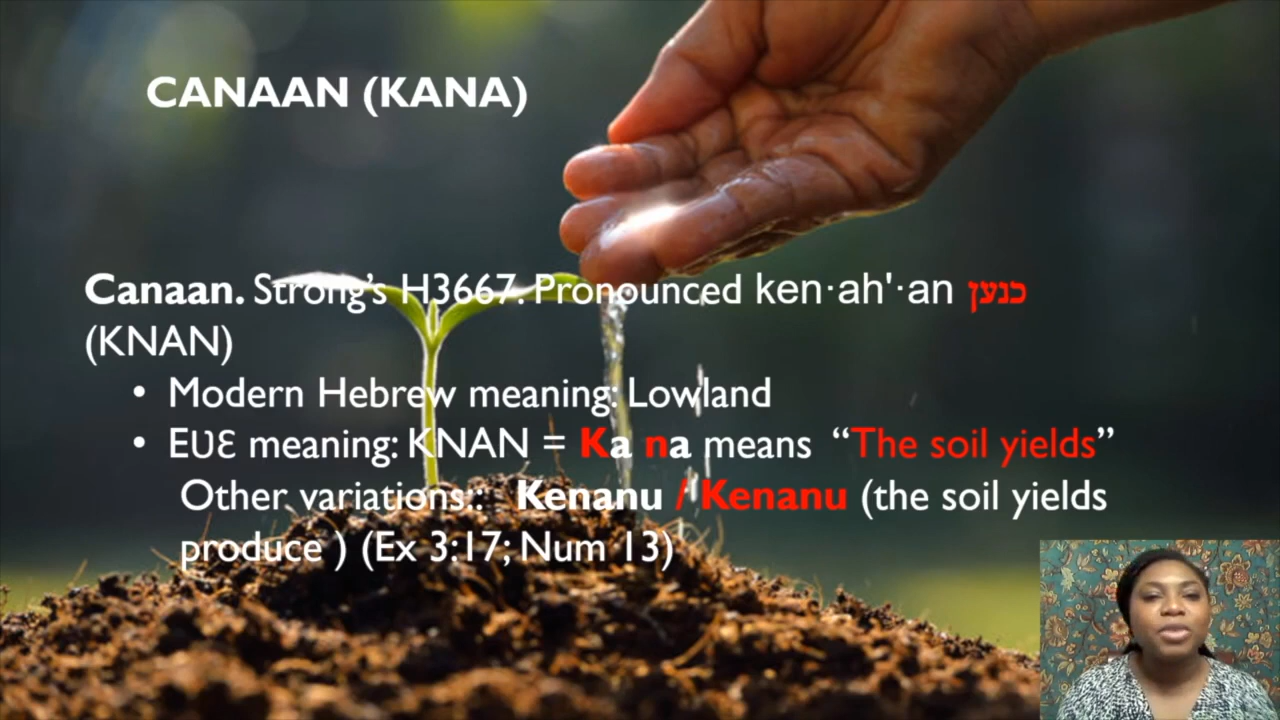 CANAAN (KANA)
Canaan. Strong's H3667. Pronounced ken·ah'·an כנען
(KNAN)
• Modern Hebrew meaning: Lowland
• EƲƐ meaning: KNAN = Ka na means “The soil yields”
Other variations:: Kenanu / Kenanu (the soil yields
produce ) (Ex 3:17; Num 13)